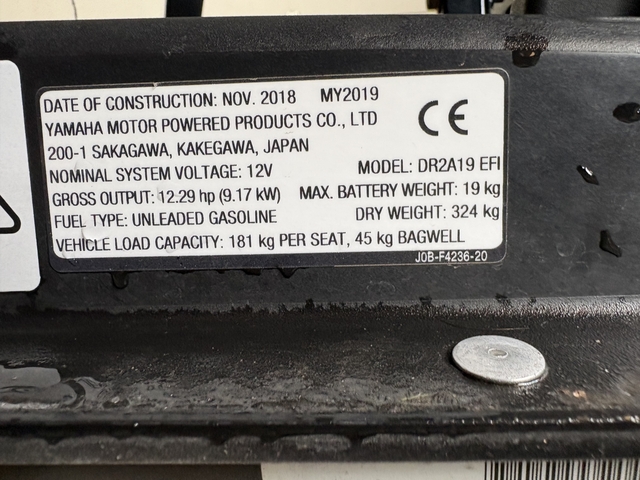 DATE OF CONSTRUCTION: NOV. 2018 MY2019
YAMAHA MOTOR POWERED PRODUCTS CO., LTD
200-1 SAKAGAWA, KAKEGAWA, JAPAN
CE
NOMINAL SYSTEM VOLTAGE: 12V MODEL: DR2A19 EFI
GROSS OUTPUT: 12.29 hp (9.17 kW) MAX. BATTERY WEIGHT: 19 kg
FUEL TYPE: UNLEADED GASOLINE DRY WEIGHT: 324 kg
VEHICLE LOAD CAPACITY: 181 kg PER SEAT, 45 kg BAGWELL
J0B-F4236-20